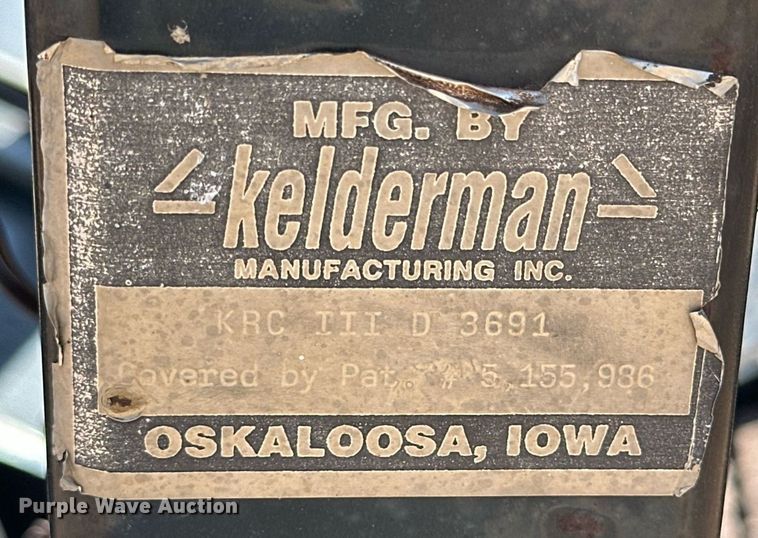 MFG. BY
kelderman
MANUFACTURING INC.
KRC III D 3691
Covered by Pat. # 5,155,986
OSKALOOSA, IOWA
Purple Wave Auction